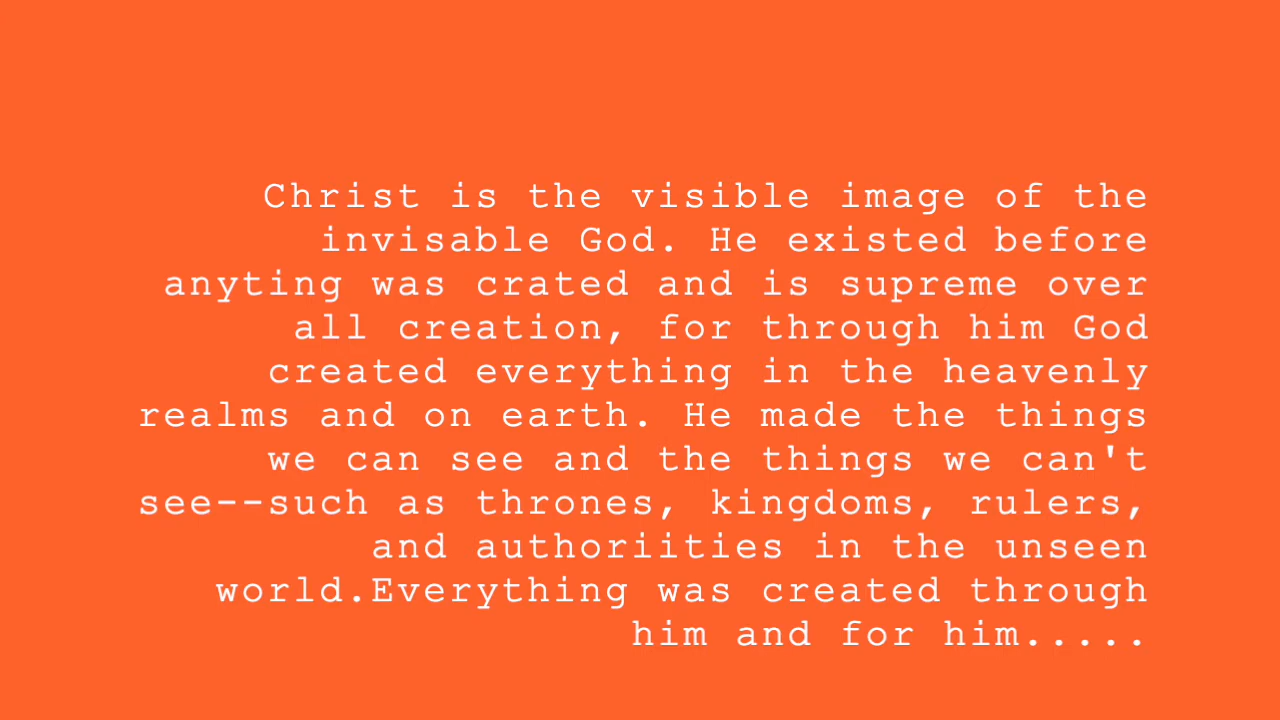 Christ is the visible image of the
invisable God. He existed before
anyting was crated and is supreme over
all creation, for through him God
created everything in the heavenly
realms and on earth. He made the things
we can see and the things we can't
see--such as thrones, kingdoms, rulers,
and authoriities in the unseen
world.Everything was created through
him and for him.....